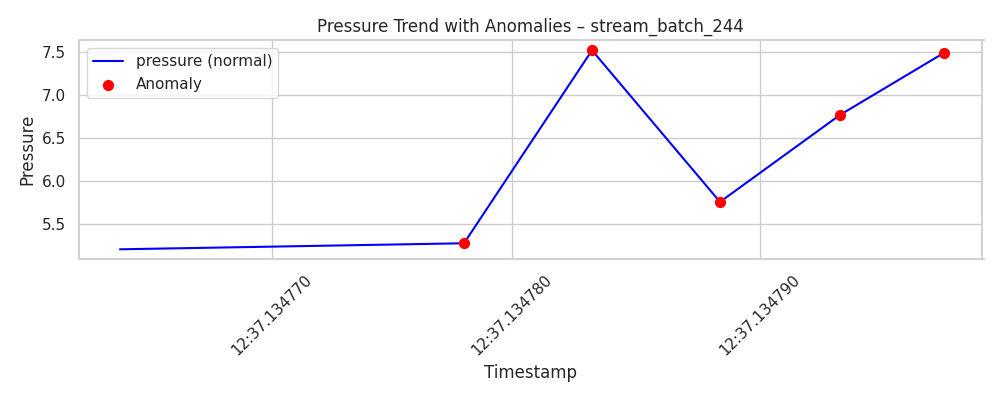 Pressure Trend with Anomalies – stream_batch_244
pressure (normal)
Anomaly
Pressure
7.5
7.0
6.5
6.0
5.5
12:37.134770
12:37.134780
12:37.134790
Timestamp